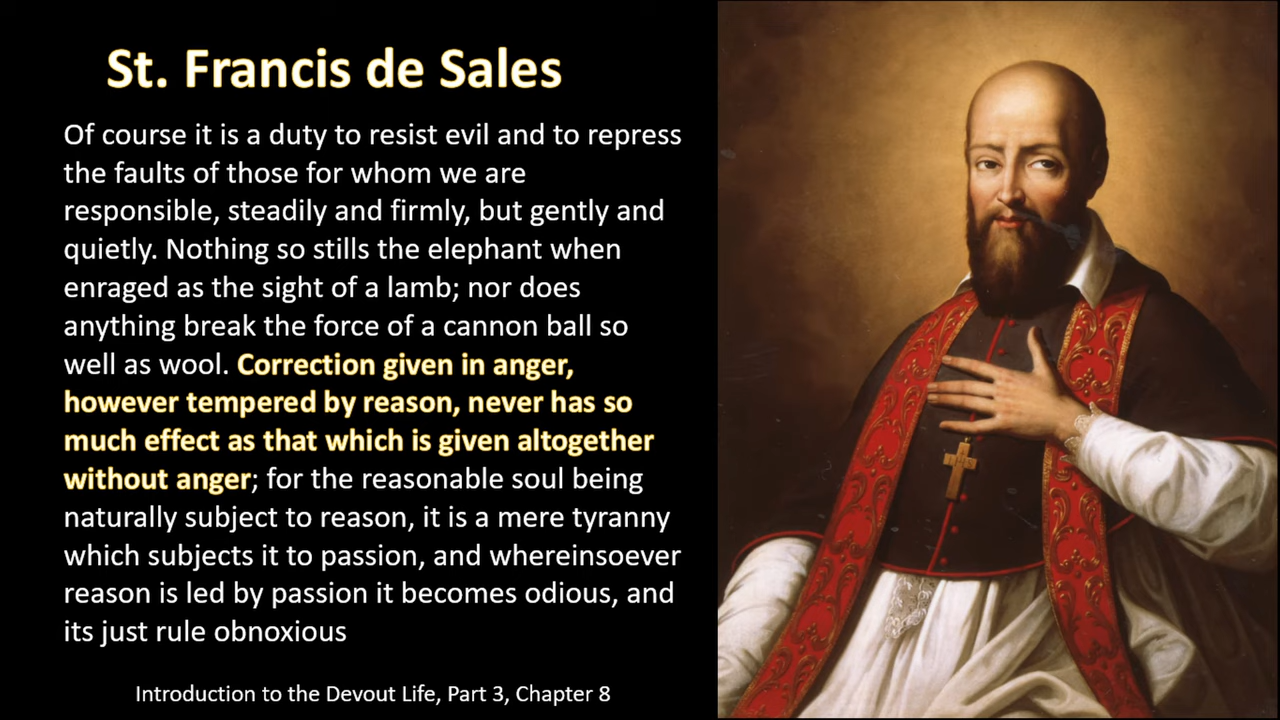 St. Francis de Sales
Of course it is a duty to resist evil and to repress
the faults of those for whom we are
responsible, steadily and firmly, but gently and
quietly. Nothing so stills the elephant when
enraged as the sight of a lamb; nor does
anything break the force of a cannon ball so
well as wool. Correction given in anger,
however tempered by reason, never has so
much effect as that which is given altogether
without anger; for the reasonable soul being
naturally subject to reason, it is a mere tyranny
which subjects it to passion, and whereinsoever
reason is led by passion it becomes odious, and
its just rule obnoxious
Introduction to the Devout Life, Part 3, Chapter 8
IHS